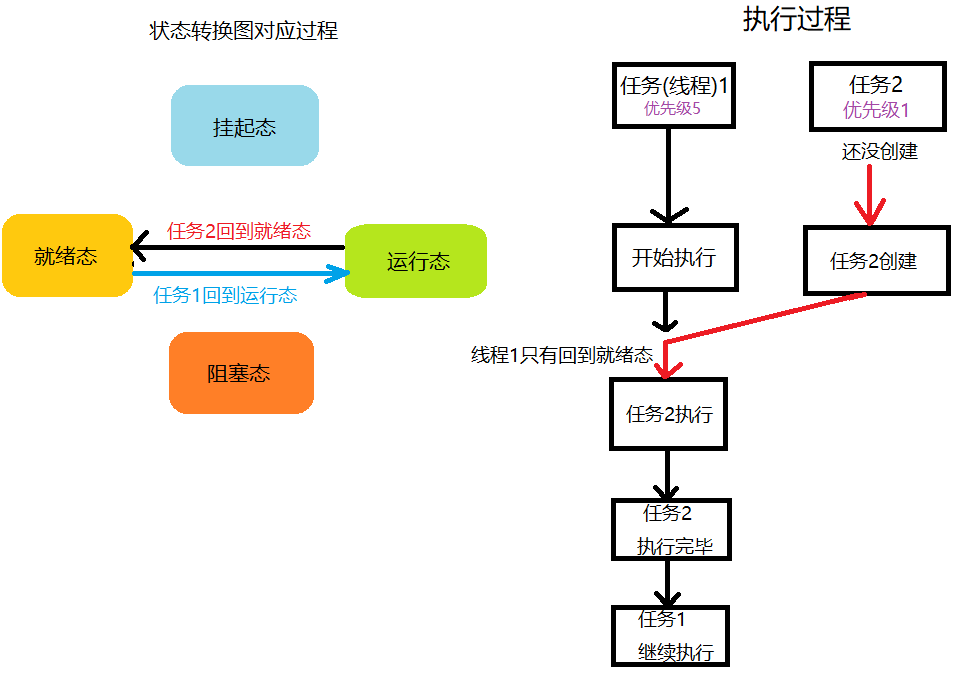 状态转换图对应过程
挂起态
任务2回到就绪态
就绪态
运行态
任务1回到运行态
阻塞态
执行过程
任务(线程)1
优先级5
任务2
优先级1
还没创建
开始执行
任务2创建
线程1只有回到就绪态
任务2执行
任务2
执行完毕
任务1
继续执行